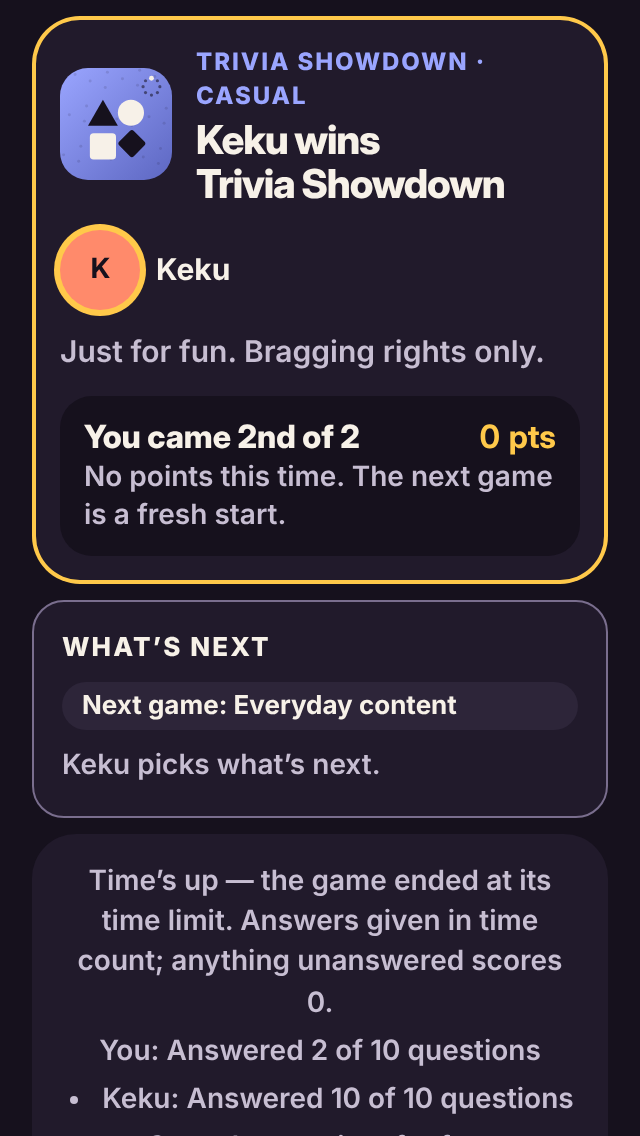 TRIVIA SHOWDOWN ·
CASUAL
Keku wins
Trivia Showdown
K
Keku
Just for fun. Bragging rights only.
You came 2nd of 2
0 pts
No points this time. The next game
is a fresh start.
WHAT’S NEXT
Next game: Everyday content
Keku picks what’s next.
Time’s up — the game ended at its
time limit. Answers given in time
count; anything unanswered scores
0.
You: Answered 2 of 10 questions
• Keku: Answered 10 of 10 questions